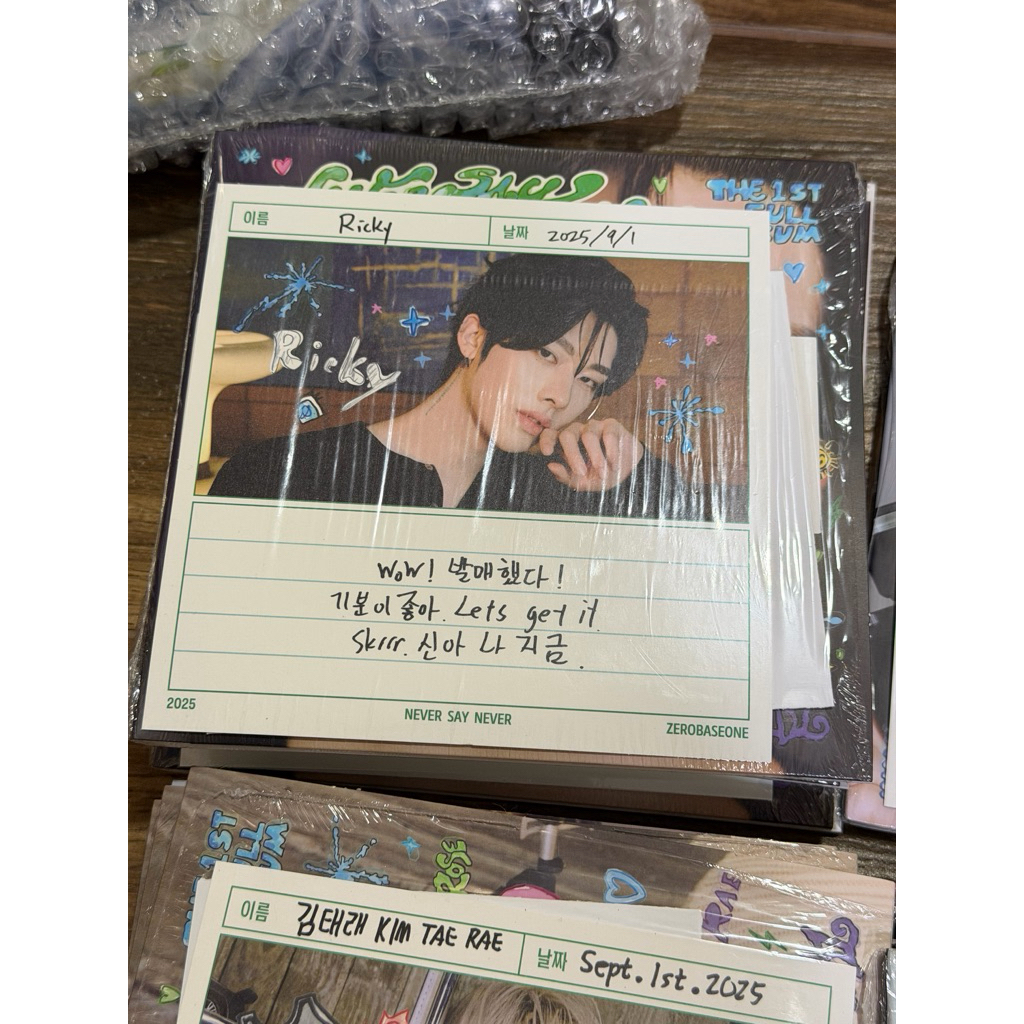 THE 1ST
이름 Ricky 날짜 2025/9/1
Ricky
WoW! 발매했다!
기분이 좋아. Lets get it
Skrrr. 신아 나 지금.
2025 NEVER SAY NEVER ZEROBASEONE
ROSE
RAE
이름 김태래 KIM TAE RAE 날짜 Sept. 1st. 2025